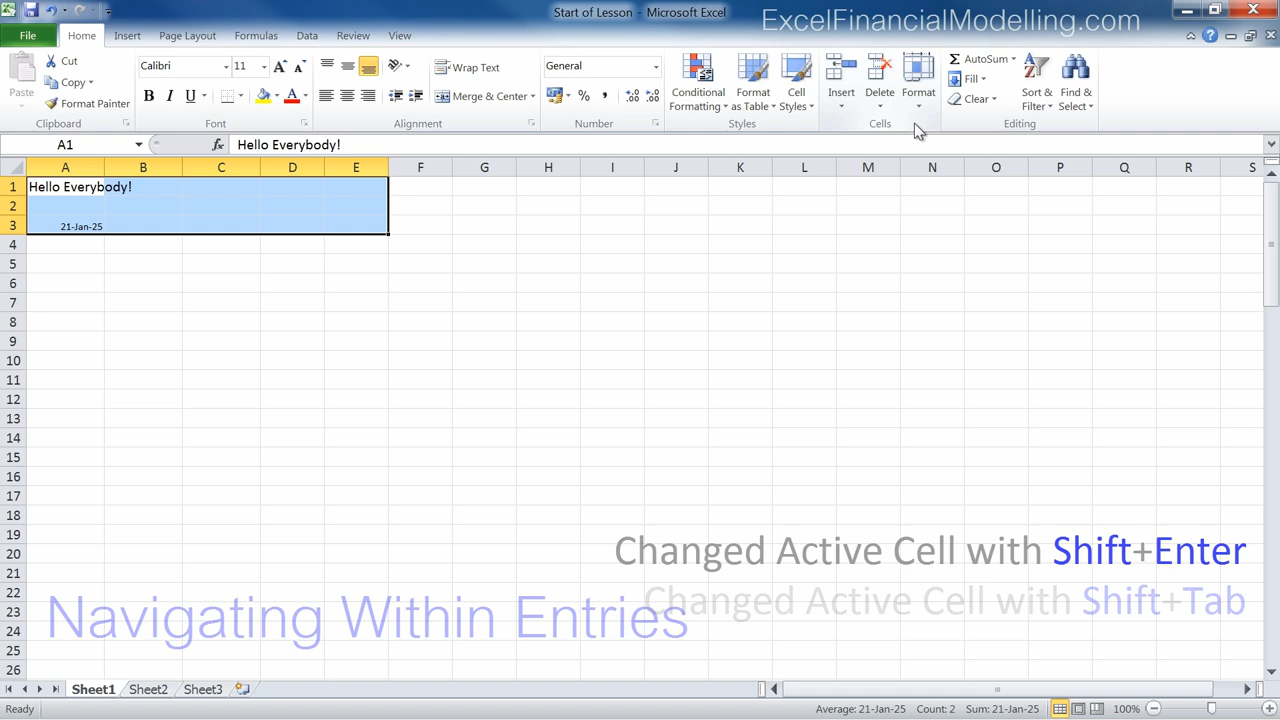 Start of Lesson - Microsoft Excel
ExcelFinancialModelling.com
File Home Insert Page Layout Formulas Data Review View
Paste
Cut
Copy
Format Painter
Clipboard
Calibri 11
B I U A
Font
Wrap Text
Merge & Center
Alignment
General
% ,
Number
Conditional Formatting
Format as Table
Cell Styles
Styles
Insert
Delete
Format
Cells
AutoSum
Fill
Clear
Sort & Filter
Find & Select
Editing
A1 fx Hello Everybody!
A B C D E F G H I J K L M N O P Q R S
1 Hello Everybody!
2
3 21-Jan-25
4
5
6
7
8
9
10
11
12
13
14
15
16
17
18
19
20
21
22
23
24
25
26
Changed Active Cell with Shift+Enter
Changed Active Cell with Shift+Tab
Navigating Within Entries
Sheet1 Sheet2 Sheet3
Ready Average: 21-Jan-25 Count: 2 Sum: 21-Jan-25 100%